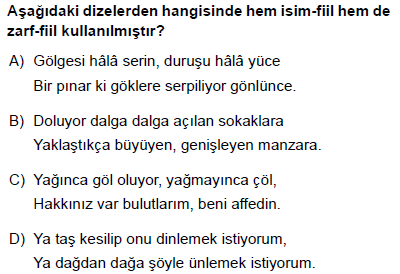 Aşağıdaki dizelerden hangisinde hem isim-fiil hem de
zarf-fiil kullanılmıştır?
A) Gölgesi hâlâ serin, duruşu hâlâ yüce
Bir pınar ki göklere serpiliyor gönlünce.
B) Doluyor dalga dalga açılan sokaklara
Yaklaştıkça büyüyen, genişleyen manzara.
C) Yağınca göl oluyor, yağmayınca çöl,
Hakkınız var bulutlarım, beni affedin.
D) Ya taş kesilip onu dinlemek istiyorum,
Ya dağdan dağa şöyle ünlemek istiyorum.